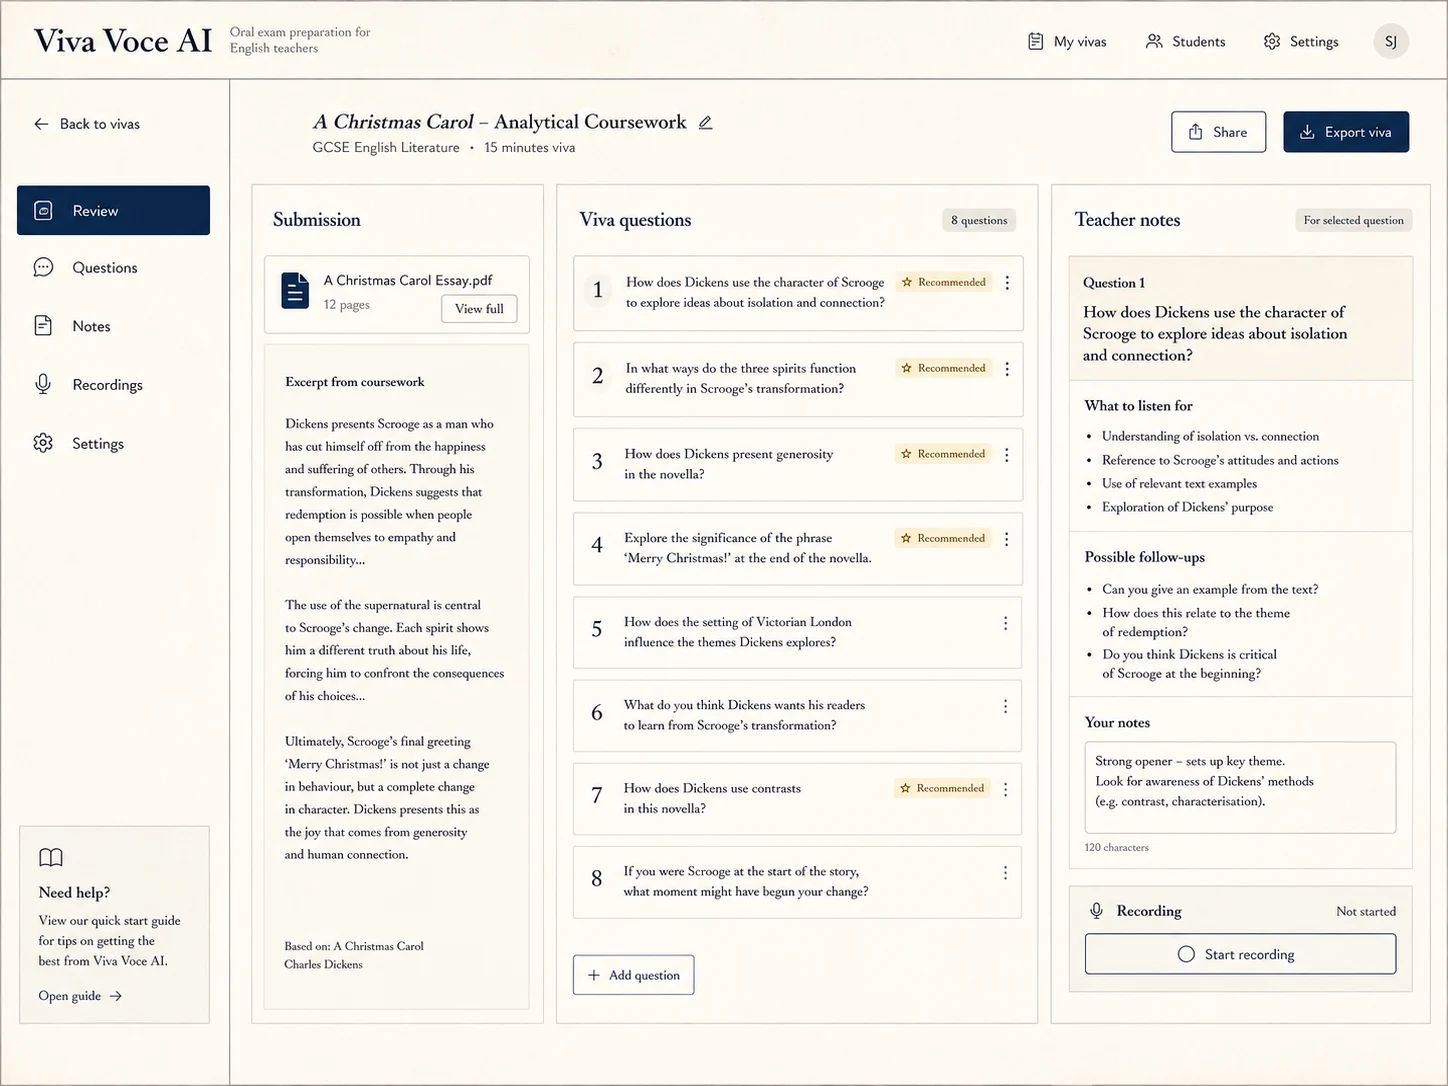 Viva Voce AI
Oral exam preparation for
English teachers
My vivas
Students
Settings
SJ
Back to vivas
Review
Questions
Notes
Recordings
Settings
Need help?
View our quick start guide
for tips on getting the
best from Viva Voce AI.
Open guide →
A Christmas Carol – Analytical Coursework
GCSE English Literature • 15 minutes viva
Share
Export viva
Submission
A Christmas Carol Essay.pdf
12 pages
View full
Excerpt from coursework
Dickens presents Scrooge as a man who
has cut himself off from the happiness
and suffering of others. Through his
transformation, Dickens suggests that
redemption is possible when people
open themselves to empathy and
responsibility...
The use of the supernatural is central
to Scrooge's change. Each spirit shows
him a different truth about his life,
forcing him to confront the consequences
of his choices...
Ultimately, Scrooge's final greeting
‘Merry Christmas!’ is not just a change
in behaviour, but a complete change
in character. Dickens presents this as
the joy that comes from generosity
and human connection.
Based on: A Christmas Carol
Charles Dickens
Viva questions
8 questions
1
How does Dickens use the character of Scrooge
to explore ideas about isolation and connection?
Recommended
2
In what ways do the three spirits function
differently in Scrooge's transformation?
Recommended
3
How does Dickens present generosity
in the novella?
Recommended
4
Explore the significance of the phrase
‘Merry Christmas!’ at the end of the novella.
Recommended
5
How does the setting of Victorian London
influence the themes Dickens explores?
6
What do you think Dickens wants his readers
to learn from Scrooge's transformation?
7
How does Dickens use contrasts
in this novella?
Recommended
8
If you were Scrooge at the start of the story,
what moment might have begun your change?
+ Add question
Teacher notes
For selected question
Question 1
How does Dickens use the character of
Scrooge to explore ideas about isolation
and connection?
What to listen for
• Understanding of isolation vs. connection
• Reference to Scrooge's attitudes and actions
• Use of relevant text examples
• Exploration of Dickens' purpose
Possible follow-ups
• Can you give an example from the text?
• How does this relate to the theme
of redemption?
• Do you think Dickens is critical
of Scrooge at the beginning?
Your notes
Strong opener – sets up key theme.
Look for awareness of Dickens' methods
(e.g. contrast, characterisation).
120 characters
Recording
Not started
Start recording